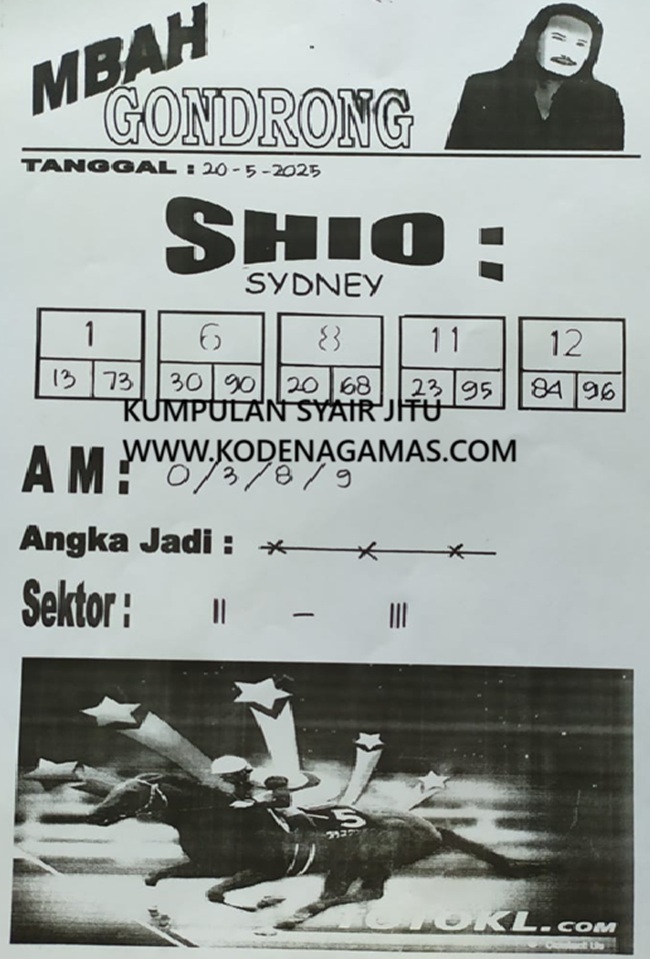 MBAH
GONDRONG
TANGGAL : 20-5-2025
SHIO :
SYDNEY
1 6 8 11 12
13 73 30 90 20 68 23 95 84 96
KUMPULAN SYAIR JITU
WWW.KODENAGAMAS.COM
AM : 0/3/8/9
Angka Jadi :
Sektor : II – III
5
TOTOKL.COM
Contact Us